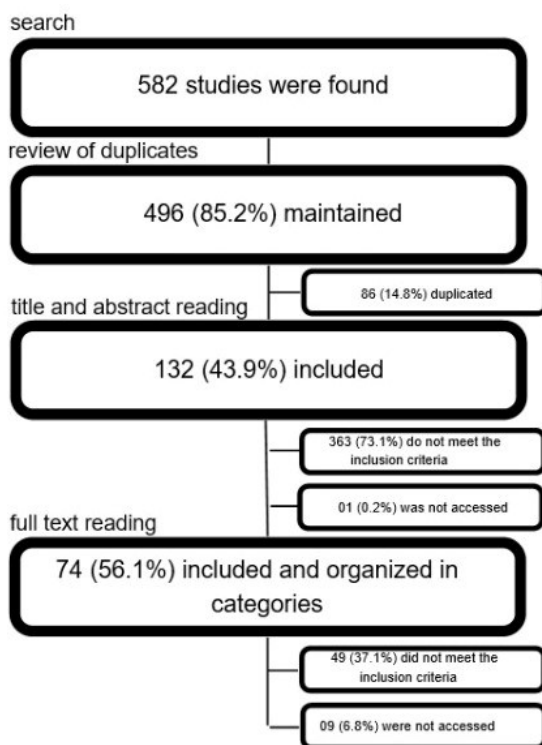 search
582 studies were found
review of duplicates
496 (85.2%) maintained
86 (14.8%) duplicated
title and abstract reading
132 (43.9%) included
363 (73.1%) do not meet the
inclusion criteria
01 (0.2%) was not accessed
full text reading
74 (56.1%) included and organized in
categories
49 (37.1%) did not meet the
inclusion criteria
09 (6.8%) were not accessed